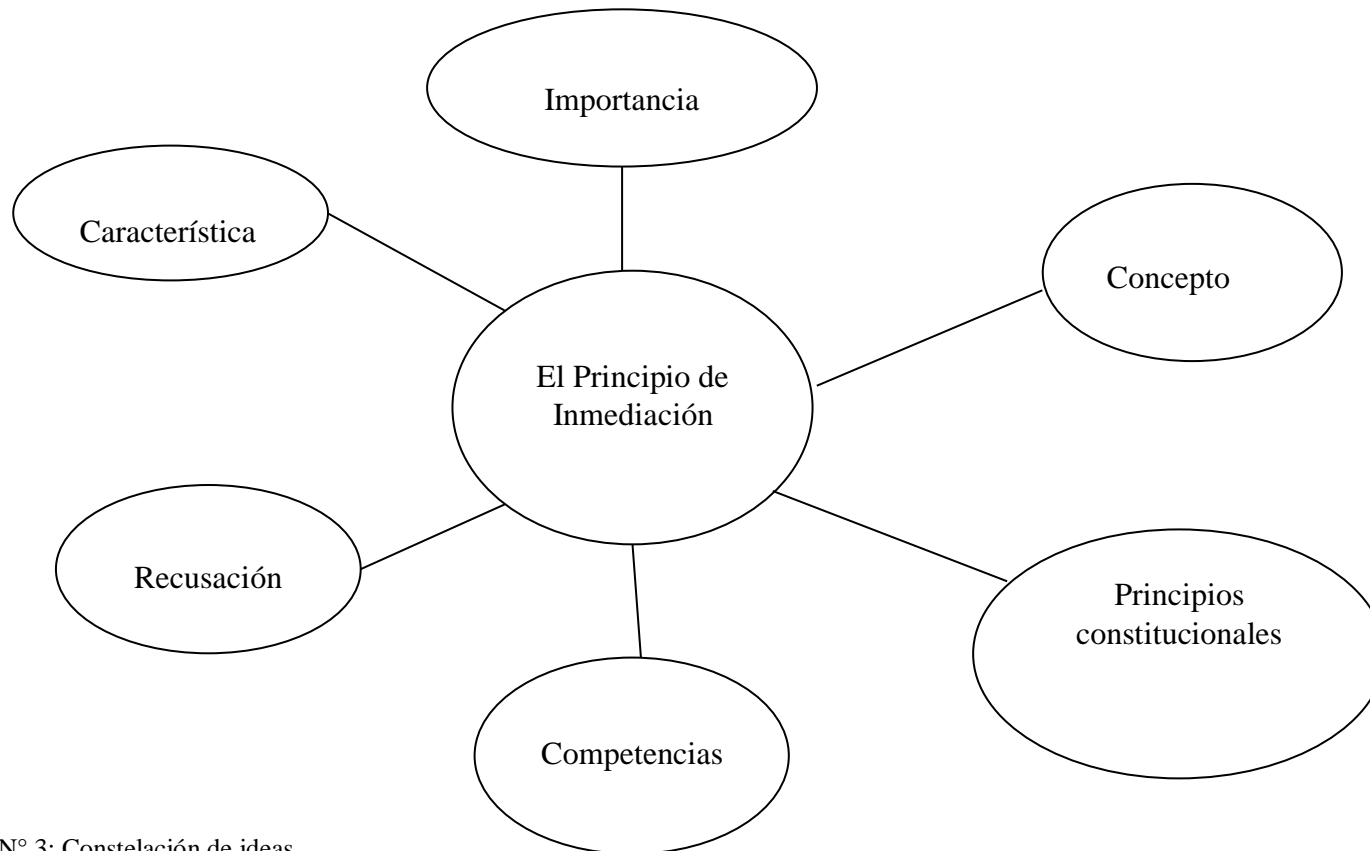 Importancia
Característica
Concepto
El Principio de
Inmediación
Recusación
Principios
constitucionales
Competencias
N° 3: Constelación de ideas